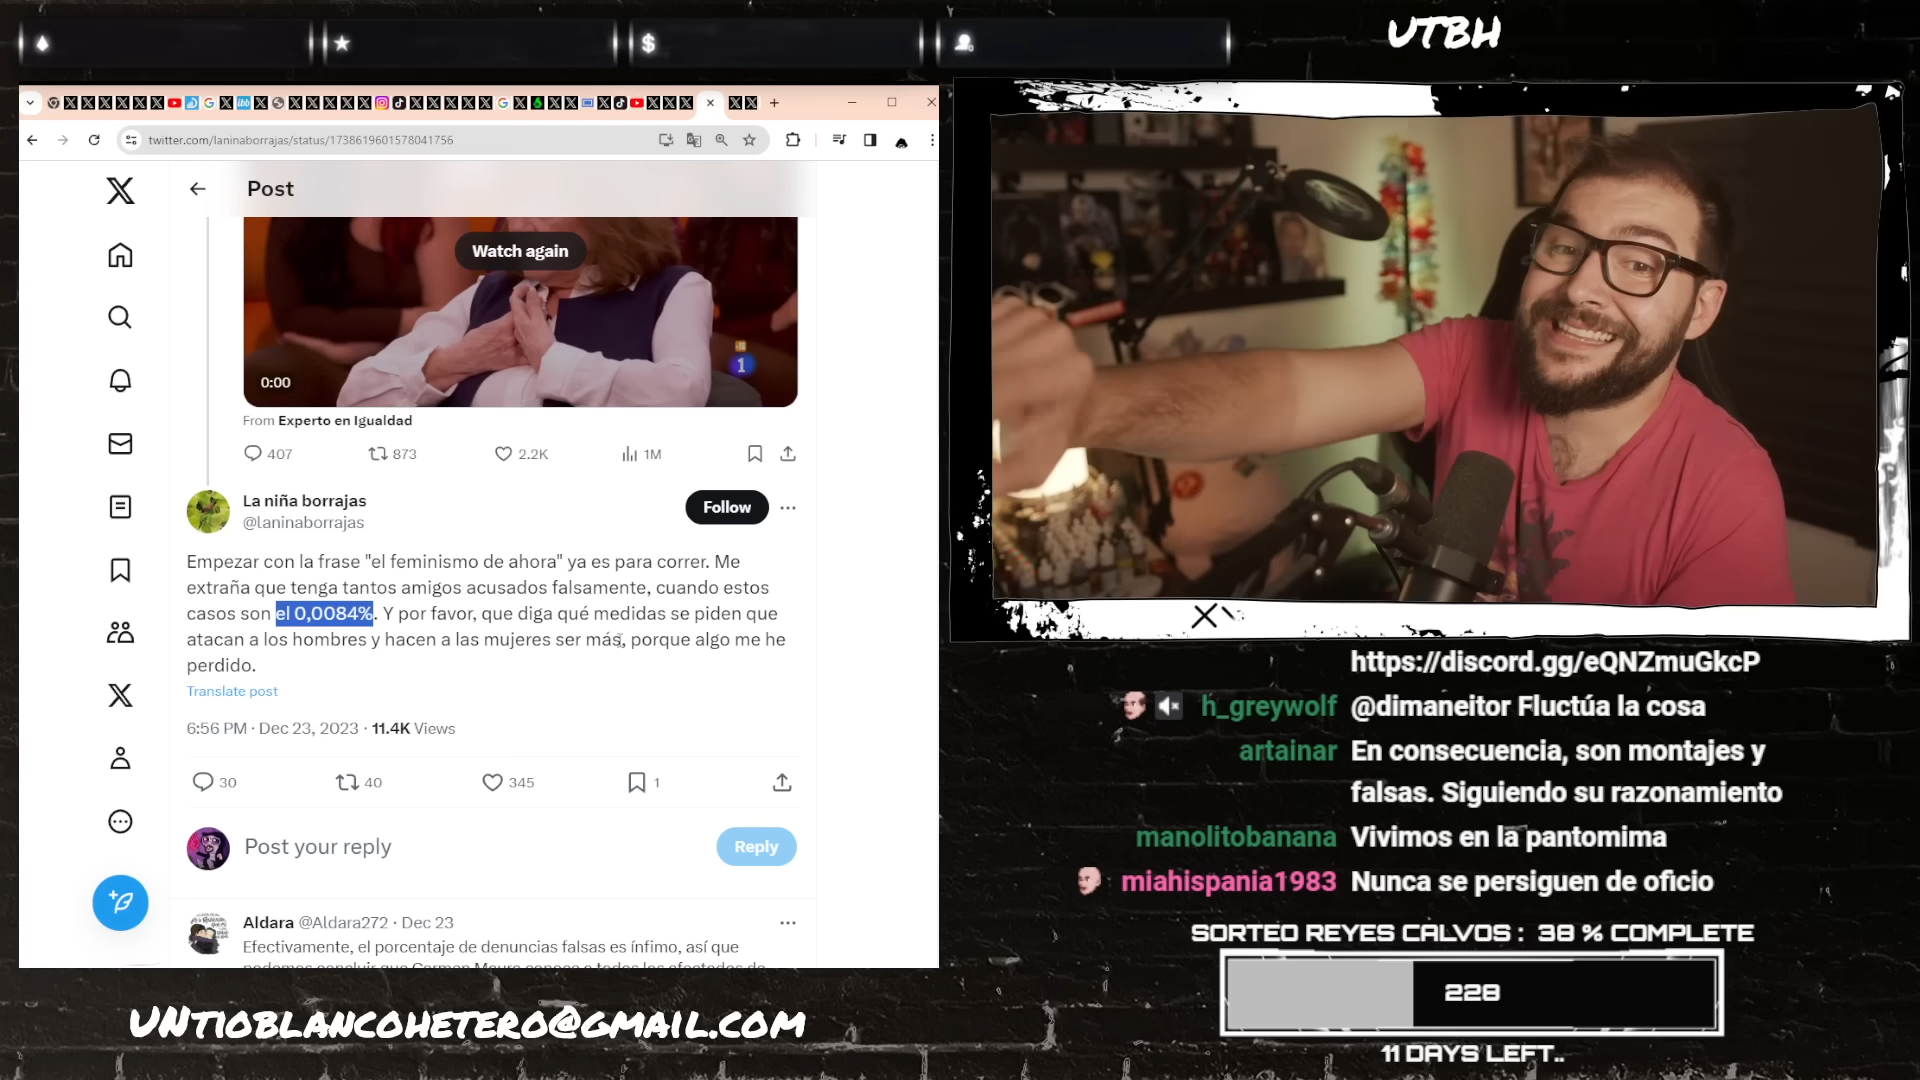 UTBH
twitter.com/laninaborrajas/status/1738619601578041756
Post
Watch again
0:00
1
From Experto en Igualdad
407
873
2.2K
1M
La niña borrajas
@laninaborrajas
Follow
Empezar con la frase "el feminismo de ahora" ya es para correr. Me
extraña que tenga tantos amigos acusados falsamente, cuando estos
casos son el 0,0084%. Y por favor, que diga qué medidas se piden que
atacan a los hombres y hacen a las mujeres ser más, porque algo me he
perdido.
Translate post
6:56 PM · Dec 23, 2023 · 11.4K Views
30
40
345
1
Post your reply
Reply
Aldara @Aldara272 · Dec 23
Efectivamente, el porcentaje de denuncias falsas es ínfimo, así que
https://discord.gg/eQNZmuGkcP
h_greywolf @dimaneitor Fluctúa la cosa
artainar En consecuencia, son montajes y
falsas. Siguiendo su razonamiento
manolitobanana Vivimos en la pantomima
miahispania1983 Nunca se persiguen de oficio
SORTEO REYES CALVOS : 38 % COMPLETE
228
11 DAYS LEFT..
UNTIOBLANCOHETERO@GMAIL.COM